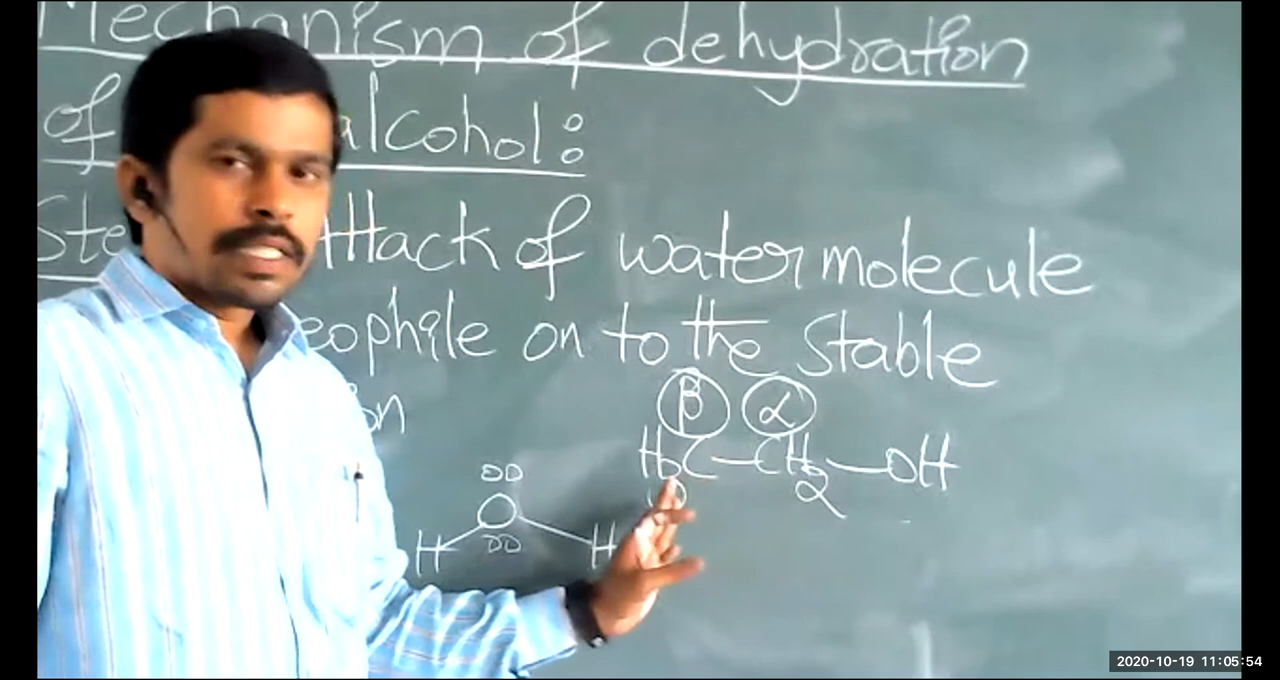 Mechanism of dehydration
of alcohol :
Ste ttack of water molecule
eophile on to the stable
on
β α
H3C — CH2 — OH
H O H
2020-10-19 11:05:54